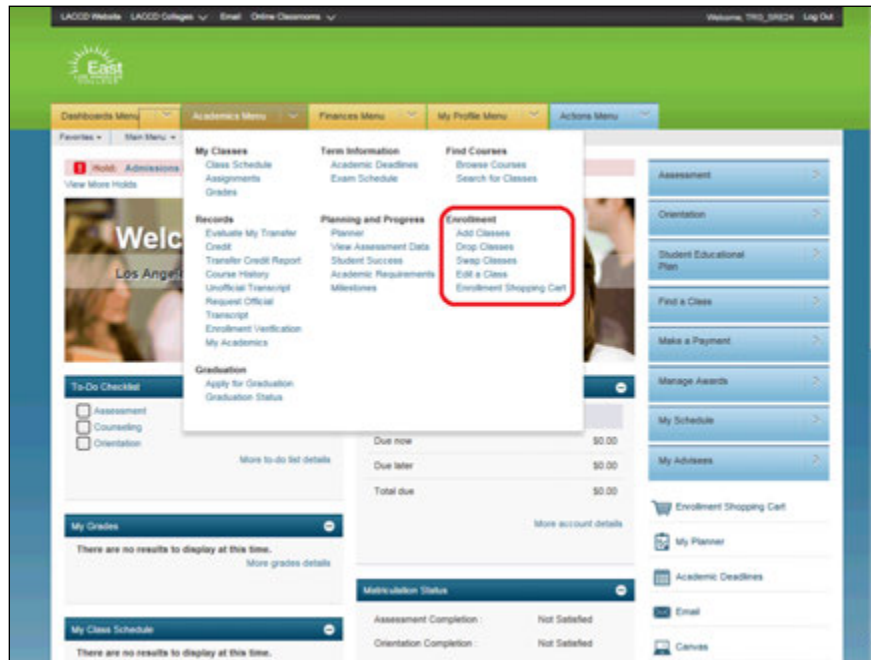 LACCD Website LACCD Colleges Email Online Classrooms Welcome, TRG_SRE24 Log Out
East
LOS ANGELES
COLLEGE
Dashboards Menu Academics Menu Finances Menu My Profile Menu Actions Menu
Favorites Main Menu
Hold: Admissions
View More Holds
Welc
Los Angel
My Classes
Class Schedule
Assignments
Grades
Term Information
Academic Deadlines
Exam Schedule
Find Courses
Browse Courses
Search for Classes
Records
Evaluate My Transfer
Credit
Transfer Credit Report
Course History
Unofficial Transcript
Request Official
Transcript
Enrollment Verification
My Academics
Planning and Progress
Planner
View Assessment Data
Student Success
Academic Requirements
Milestones
Enrollment
Add Classes
Drop Classes
Swap Classes
Edit a Class
Enrollment Shopping Cart
Graduation
Apply for Graduation
Graduation Status
To-Do Checklist
Assessment
Counseling
Orientation
More to-do list details
Due now $0.00
Due later $0.00
Total due $0.00
More account details
My Grades
There are no results to display at this time.
More grades details
Matriculation Status
Assessment Completion : Not Satisfied
Orientation Completion : Not Satisfied
My Class Schedule
There are no results to display at this time.
Assessment
Orientation
Student Educational
Plan
Find a Class
Make a Payment
Manage Awards
My Schedule
My Advisees
Enrollment Shopping Cart
My Planner
Academic Deadlines
Email
Canvas